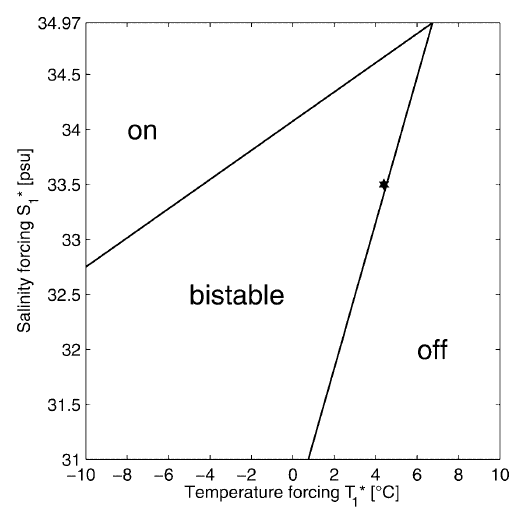 34.97
34.5
on
34
Salinity forcing S₁* [psu]
33.5
33
bistable
32.5
off
32
31.5
31
−10 −8 −6 −4 −2 0 2 4 6 8 10
Temperature forcing T₁* [°C]